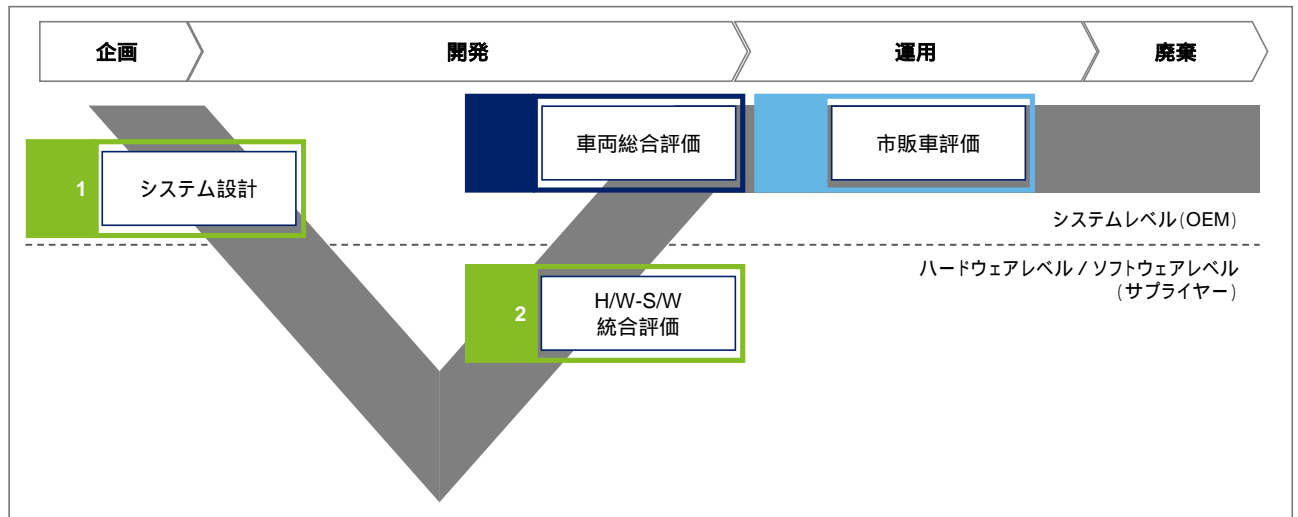 企画
開発
運用
廃棄
車両総合評価
市販車評価
1
システム設計
システムレベル(OEM)
ハードウェアレベル / ソフトウェアレベル
(サプライヤー)
2
H/W-S/W
統合評価